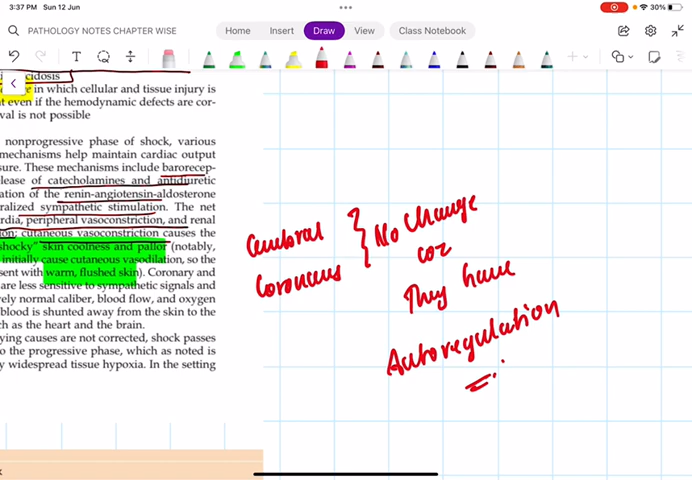 3:37 PM Sun 12 Jun
30%
PATHOLOGY NOTES CHAPTER WISE
Home Insert Draw View Class Notebook
cidosis
in which cellular and tissue injury is
t even if the hemodynamic defects are cor-
val is not possible
nonprogressive phase of shock, various
mechanisms help maintain cardiac output
sure. These mechanisms include barorecep-
lease of catecholamines and antidiuretic
ation of the renin-angiotensin-aldosterone
ralized sympathetic stimulation. The net
rdia, peripheral vasoconstriction, and renal
ion; cutaneous vasoconstriction causes the
"shocky" skin coolness and pallor (notably,
initially cause cutaneous vasodilation, so the
sent with warm, flushed skin). Coronary and
are less sensitive to sympathetic signals and
vely normal caliber, blood flow, and oxygen
blood is shunted away from the skin to the
ch as the heart and the brain.
ying causes are not corrected, shock passes
o the progressive phase, which as noted is
y widespread tissue hypoxia. In the setting
No change
coz
They have
Autoregulation